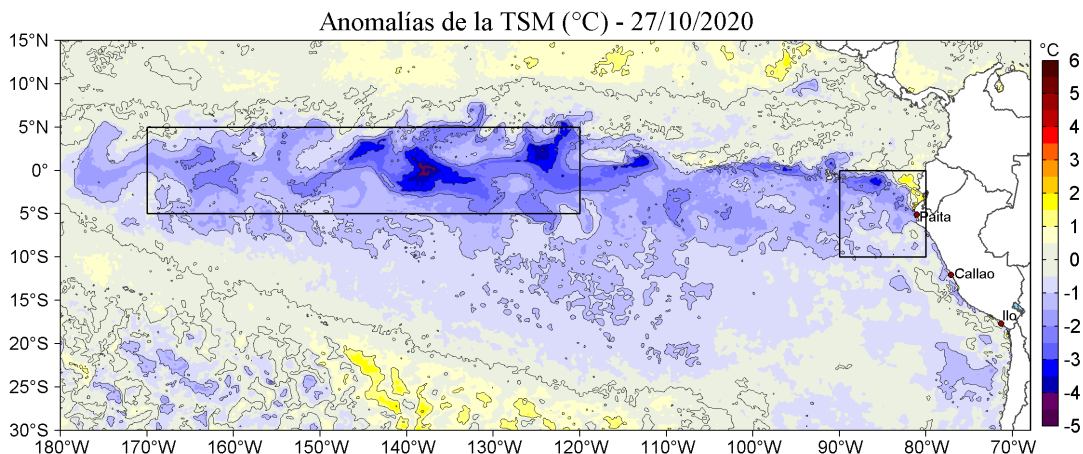 Anomalías de la TSM (°C) - 27/10/2020
15°N
10°N
5°N
0°
5°S
10°S
15°S
20°S
25°S
30°S
180°W
170°W
160°W
150°W
140°W
130°W
120°W
110°W
100°W
90°W
80°W
70°W
Paita
Callao
Ilo
°C
6
5
4
3
2
1
0
-1
-2
-3
-4
-5